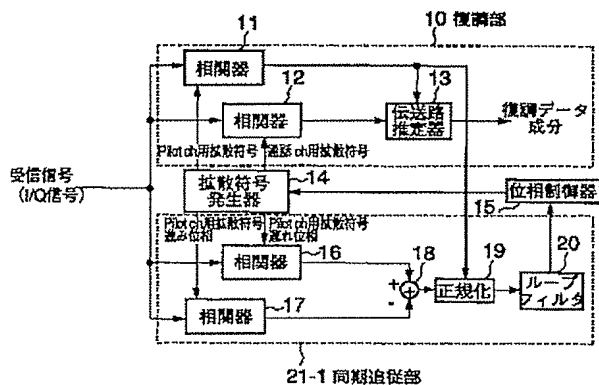 11
10 復調部
相関器
12
13
相関器
伝送路
推定器
復調データ
成分
Pilot ch用拡散符号
通話 ch用拡散符号
受信信号
(I/Q信号)
拡散符号
発生器
14
位相制御器
15
Pilot ch用拡散符号
進み位相
Pilot ch用拡散符号
遅れ位相
相関器
16
+
18
19
20
正規化
ループ
フィルタ
-
相関器
17
21-1 同期追従部